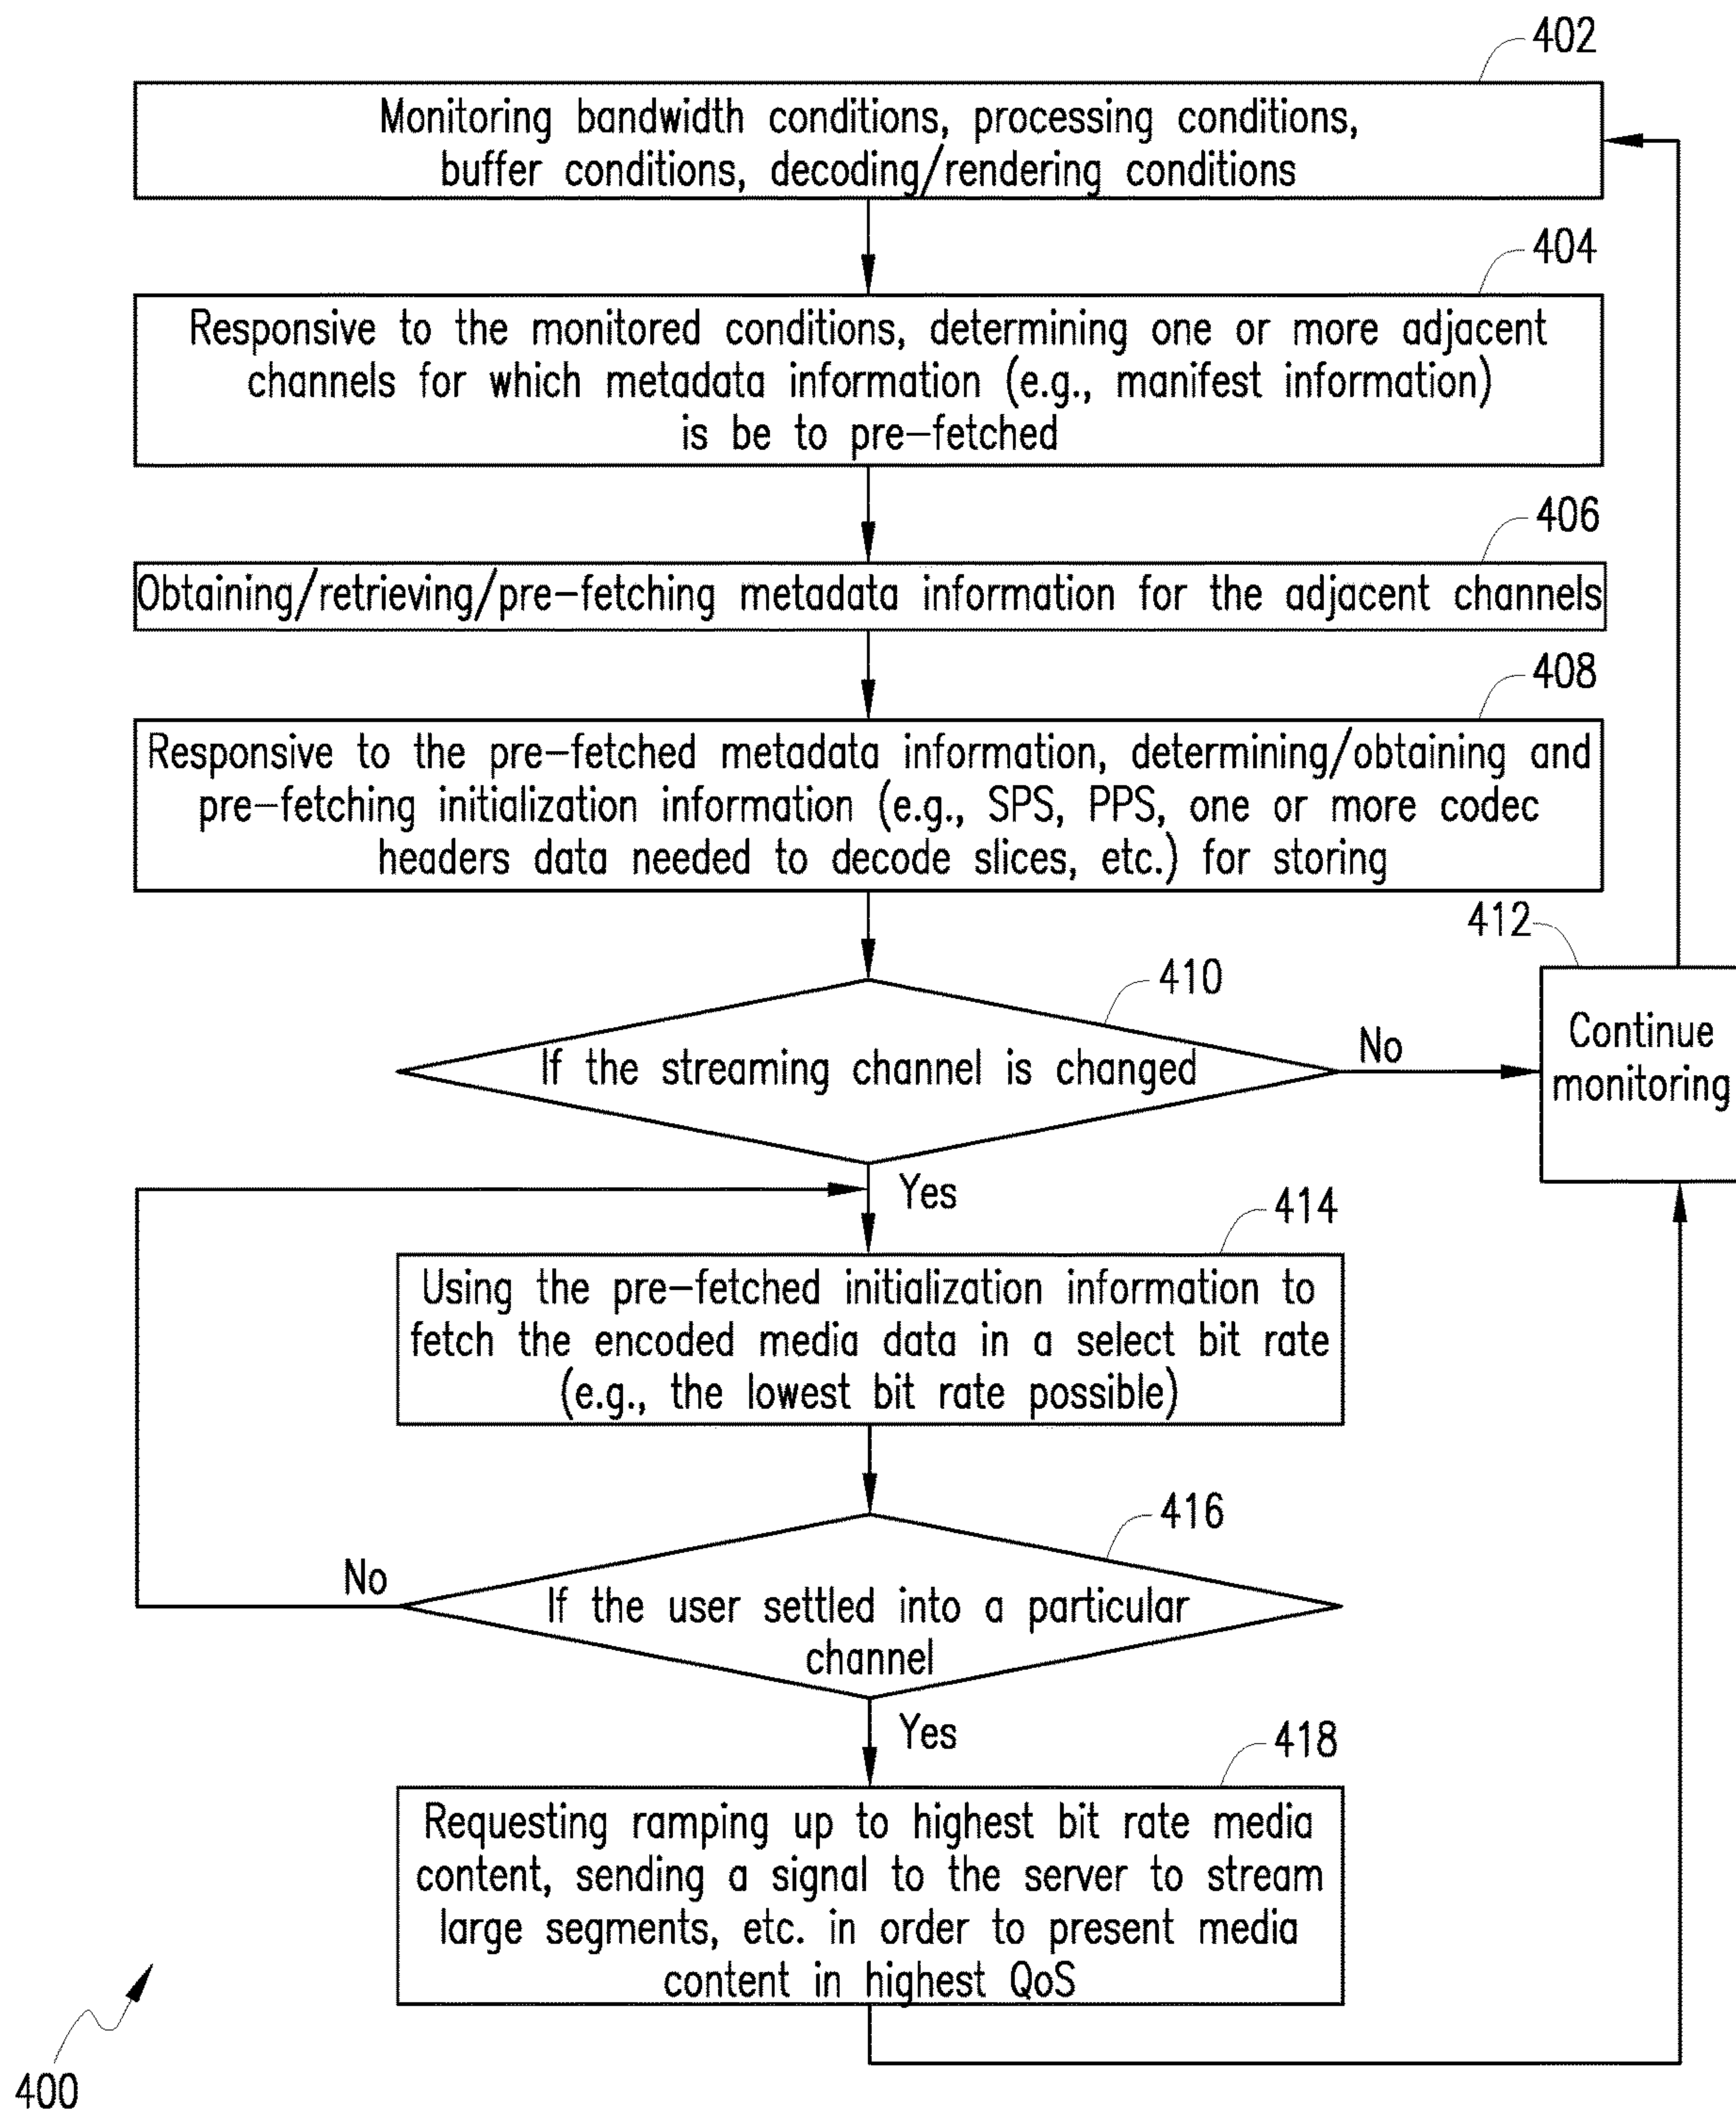 402
Monitoring bandwidth conditions, processing conditions,
buffer conditions, decoding/rendering conditions
404
Responsive to the monitored conditions, determining one or more adjacent
channels for which metadata information (e.g., manifest information)
is be to pre-fetched
406
Obtaining/retrieving/pre-fetching metadata information for the adjacent channels
408
Responsive to the pre-fetched metadata information, determining/obtaining and
pre-fetching initialization information (e.g., SPS, PPS, one or more codec
headers data needed to decode slices, etc.) for storing
412
410
If the streaming channel is changed
No
Continue
monitoring
Yes
414
Using the pre-fetched initialization information to
fetch the encoded media data in a select bit rate
(e.g., the lowest bit rate possible)
416
No
If the user settled into a particular
channel
Yes
418
Requesting ramping up to highest bit rate media
content, sending a signal to the server to stream
large segments, etc. in order to present media
content in highest QoS
400